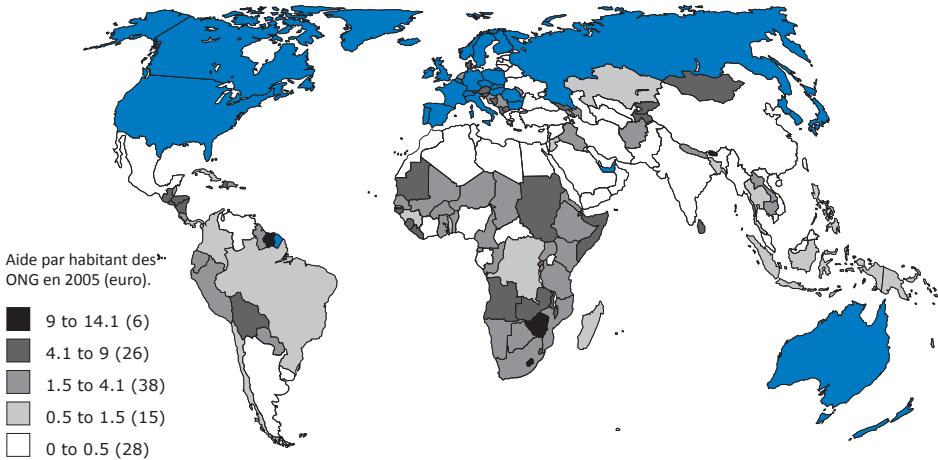 Aide par habitant des
ONG en 2005 (euro).
9 to 14.1 (6)
4.1 to 9 (26)
1.5 to 4.1 (38)
0.5 to 1.5 (15)
0 to 0.5 (28)